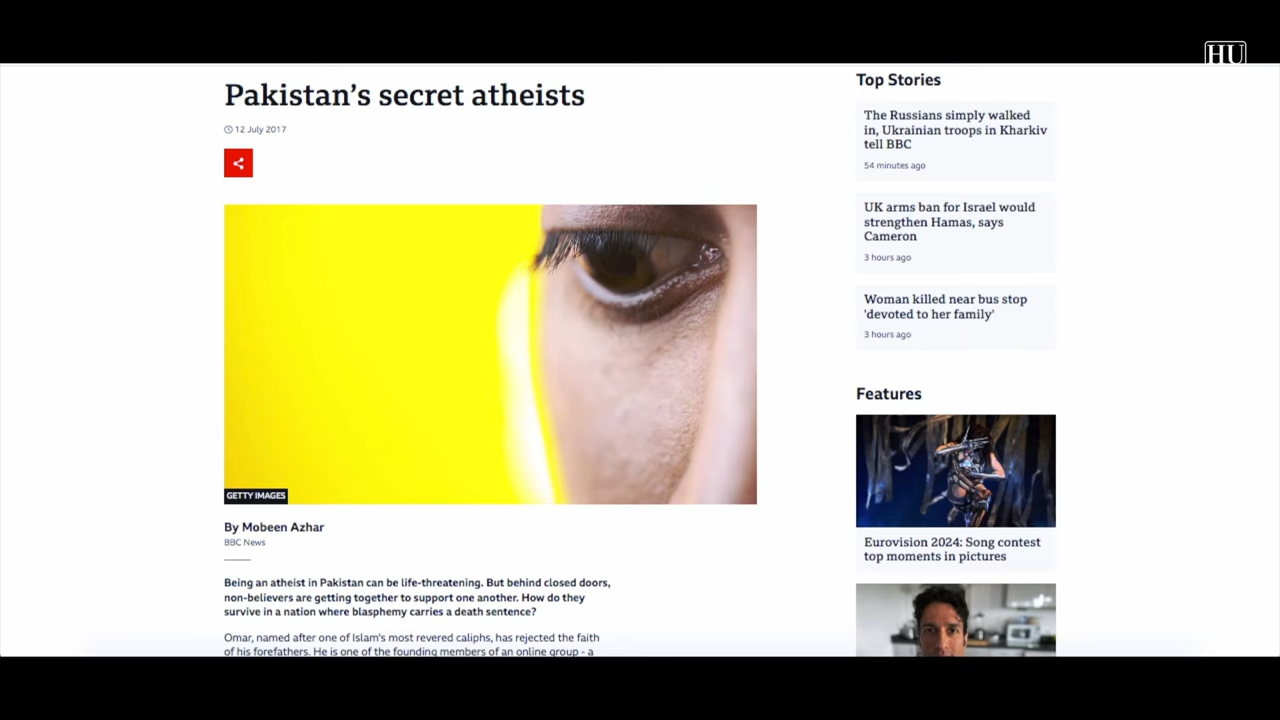 HU
Pakistan's secret atheists
12 July 2017
GETTY IMAGES
By Mobeen Azhar
BBC News
Being an atheist in Pakistan can be life-threatening. But behind closed doors,
non-believers are getting together to support one another. How do they
survive in a nation where blasphemy carries a death sentence?
Omar, named after one of Islam's most revered caliphs, has rejected the faith
of his forefathers. He is one of the founding members of an online group - a
Top Stories
The Russians simply walked
in, Ukrainian troops in Kharkiv
tell BBC
54 minutes ago
UK arms ban for Israel would
strengthen Hamas, says
Cameron
3 hours ago
Woman killed near bus stop
'devoted to her family'
3 hours ago
Features
Eurovision 2024: Song contest
top moments in pictures